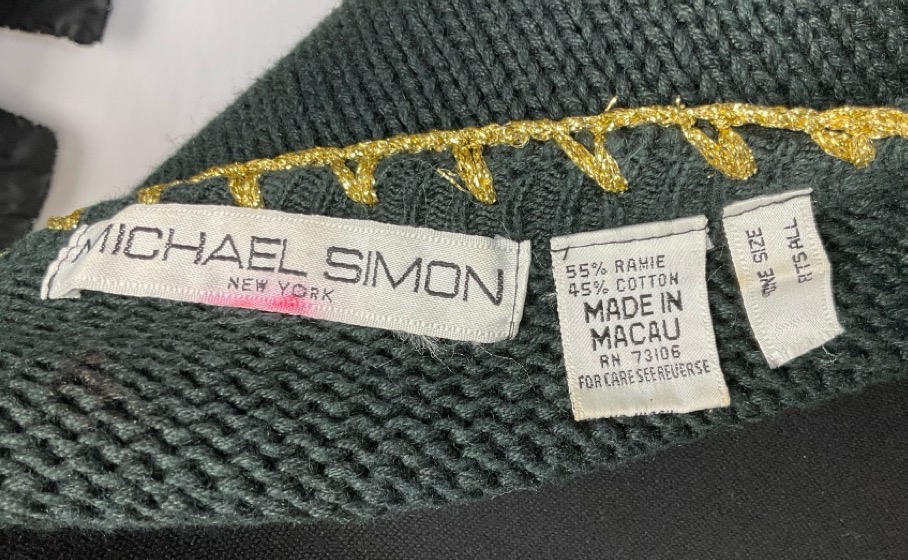 MICHAEL SIMON
NEW YORK
55% RAMIE
45% COTTON
MADE IN
MACAU
RN 73106
FOR CARE SEE REVERSE
ONE SIZE
FITS ALL